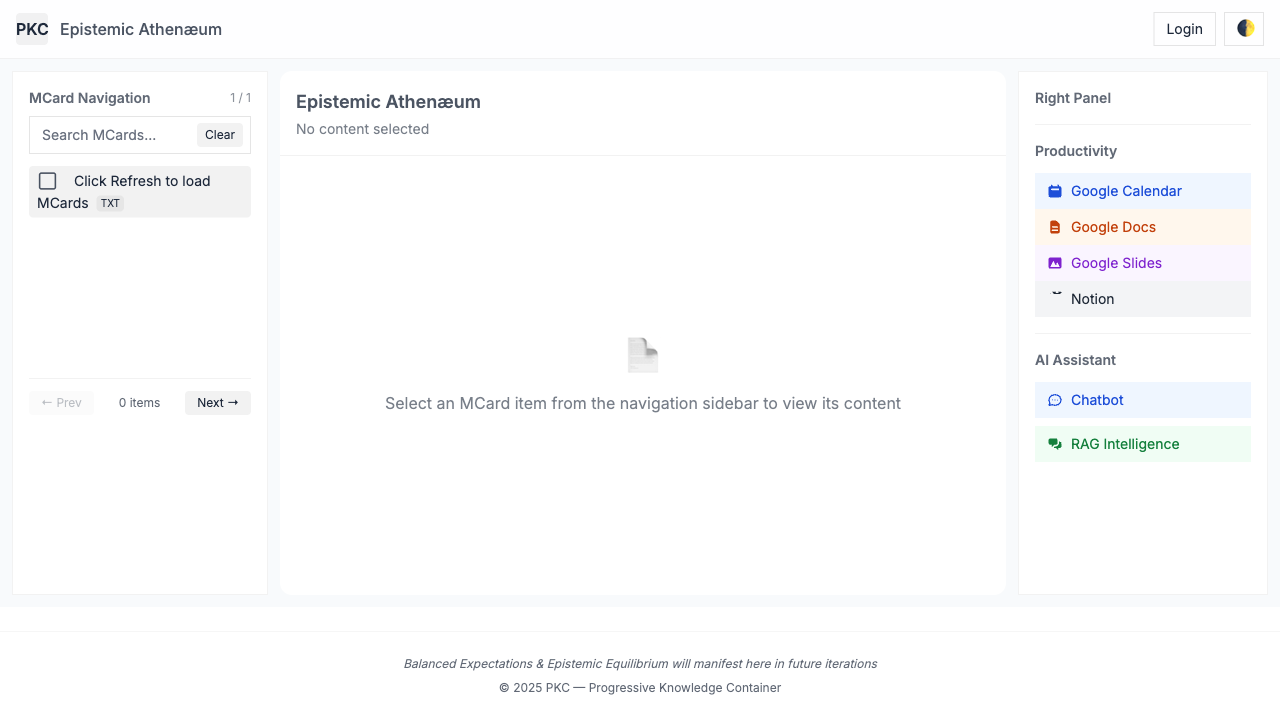 PKC Epistemic Athenæum
Login
MCard Navigation 1 / 1
Search MCards...
Clear
Click Refresh to load
MCards TXT
← Prev 0 items Next →
Epistemic Athenæum
No content selected
Select an MCard item from the navigation sidebar to view its content
Right Panel
Productivity
Google Calendar
Google Docs
Google Slides
Notion
AI Assistant
Chatbot
RAG Intelligence
Balanced Expectations & Epistemic Equilibrium will manifest here in future iterations
© 2025 PKC — Progressive Knowledge Container